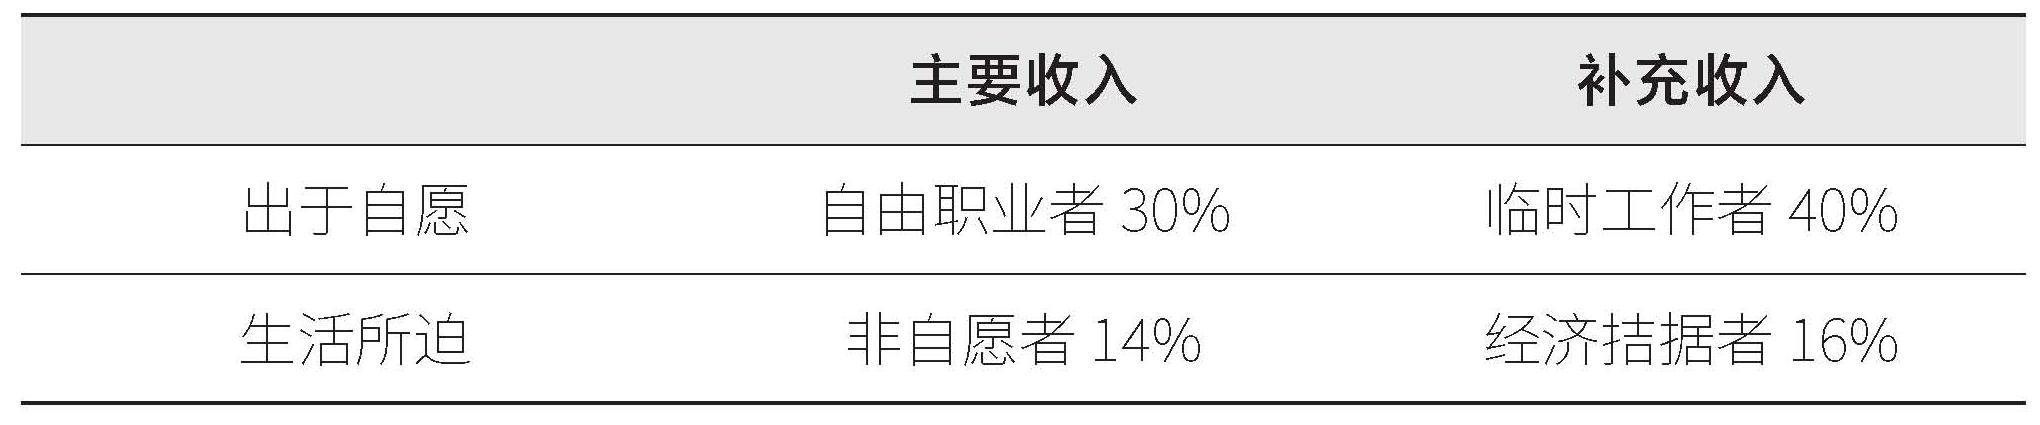 主要收入 补充收入
出于自愿 自由职业者 30% 临时工作者 40%
生活所迫 非自愿者 14% 经济拮据者 16%